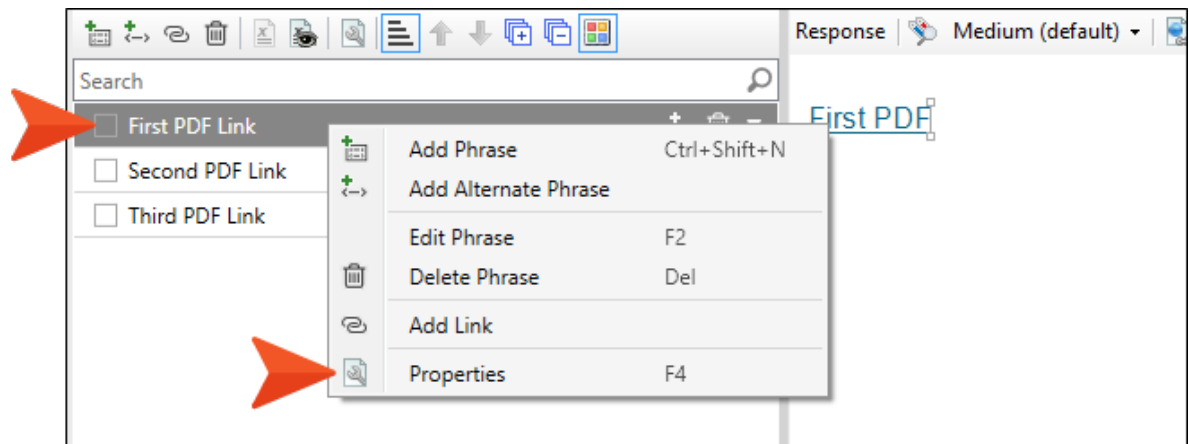 Response Medium (default)
Search
First PDF Link
Second PDF Link
Third PDF Link
Add Phrase Ctrl+Shift+N
Add Alternate Phrase
Edit Phrase F2
Delete Phrase Del
Add Link
Properties F4
First PDF